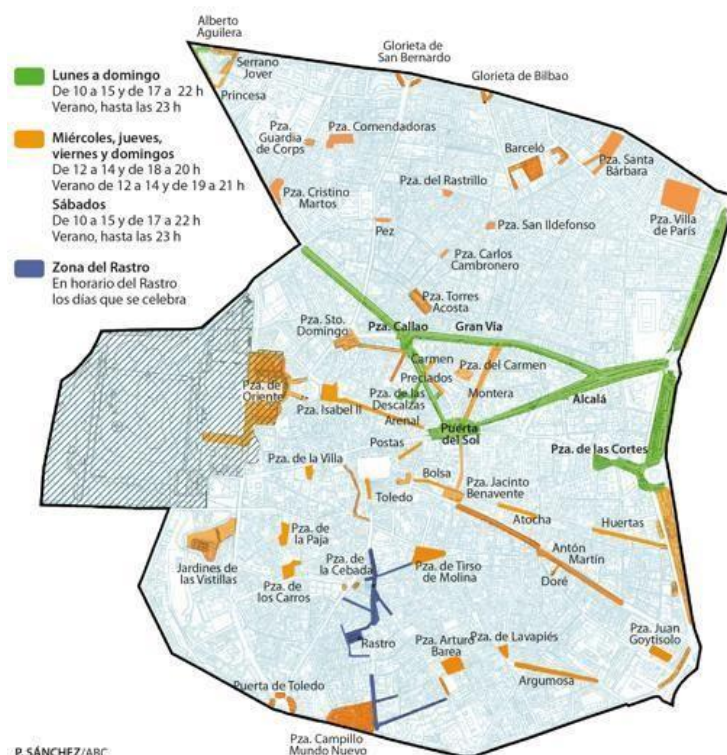 Lunes a domingo
De 10 a 15 y de 17 a 22 h
Verano, hasta las 23 h
Miércoles, jueves,
viernes y domingos
De 12 a 14 y de 18 a 20 h
Verano de 12 a 14 y de 19 a 21 h
Sábados
De 10 a 15 y de 17 a 22 h
Verano, hasta las 23 h
Zona del Rastro
En horario del Rastro
los días que se celebra
Alberto
Aguilera
Serrano
Jover
Princesa
Glorieta de
San Bernardo
Glorieta de Bilbao
Pza.
Guardia
de Corps
Pza. Comendadoras
Barceló
Pza. Santa
Bárbara
Pza. Cristino
Martos
Pza. del Rastrillo
Pza. Villa
de París
Pez
Pza. San Ildefonso
Pza. Carlos
Cambronero
Pza. Torres
Acosta
Pza. Sto.
Domingo
Pza. Callao
Gran Via
Carmen
Pza. del Carmen
Preciados
Pza. de
Oriente
Pza. de las
Descalzas
Montera
Alcalá
Pza. Isabel II
Arenal
Puerta
del Sol
Postas
Pza. de las Cortes
Pza. de la Villa
Bolsa
Pza. Jacinto
Benavente
Toledo
Atocha
Huertas
Jardines de
las Vistillas
Pza. de
la Paja
Pza. de
la Cebada
Pza. de Tirso
de Molina
Antón
Martín
Doré
Pza. de
los Carros
Rastro
Pza. Arturo
Barea
Pza. de Lavapiés
Pza. Juan
Goytisolo
Argumosa
Puerta de Toledo
Pza. Campillo
Mundo Nuevo
P. SÁNCHEZ/ABC